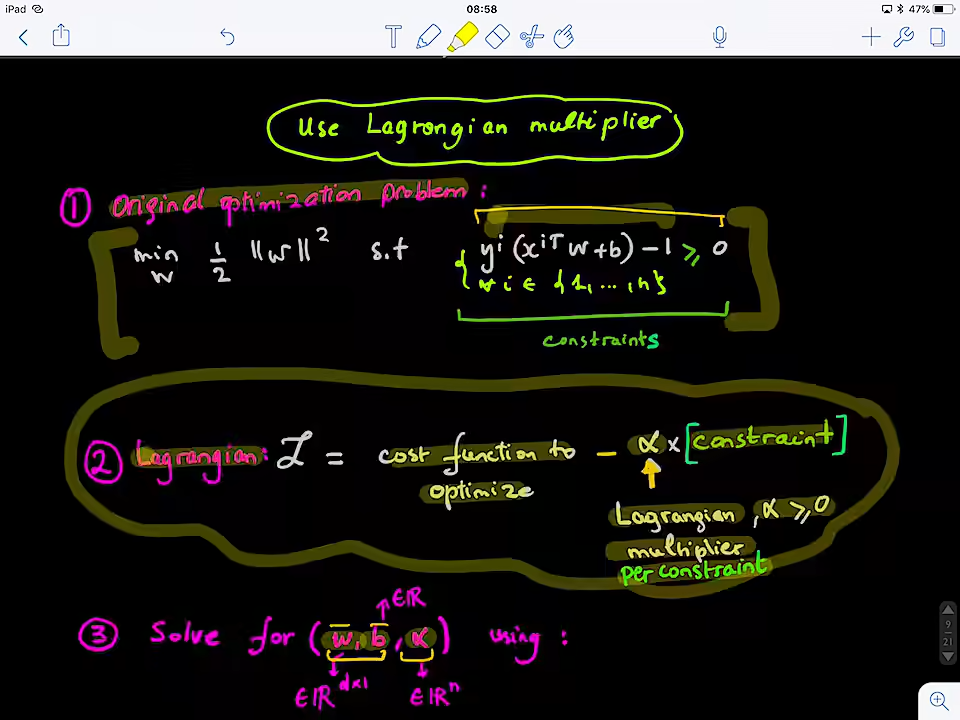 iPad 08:58 47%
T
Use Lagrongian multiplier
① Original optimization problem :
min 1/2 ||w||² s.t yⁱ (xⁱᵀ w + b) - 1 ≥ 0
w ∀ i ∈ {1, ..., n}
constraints
② Lagrangian: ℒ = cost function to - α × [constraint]
optimize
Lagrangian , α ≥ 0
multiplier
per constraint
∈ ℝ
③ Solve for (w, b, α) using :
∈ ℝᵈˣ¹ ∈ ℝⁿ
9
21